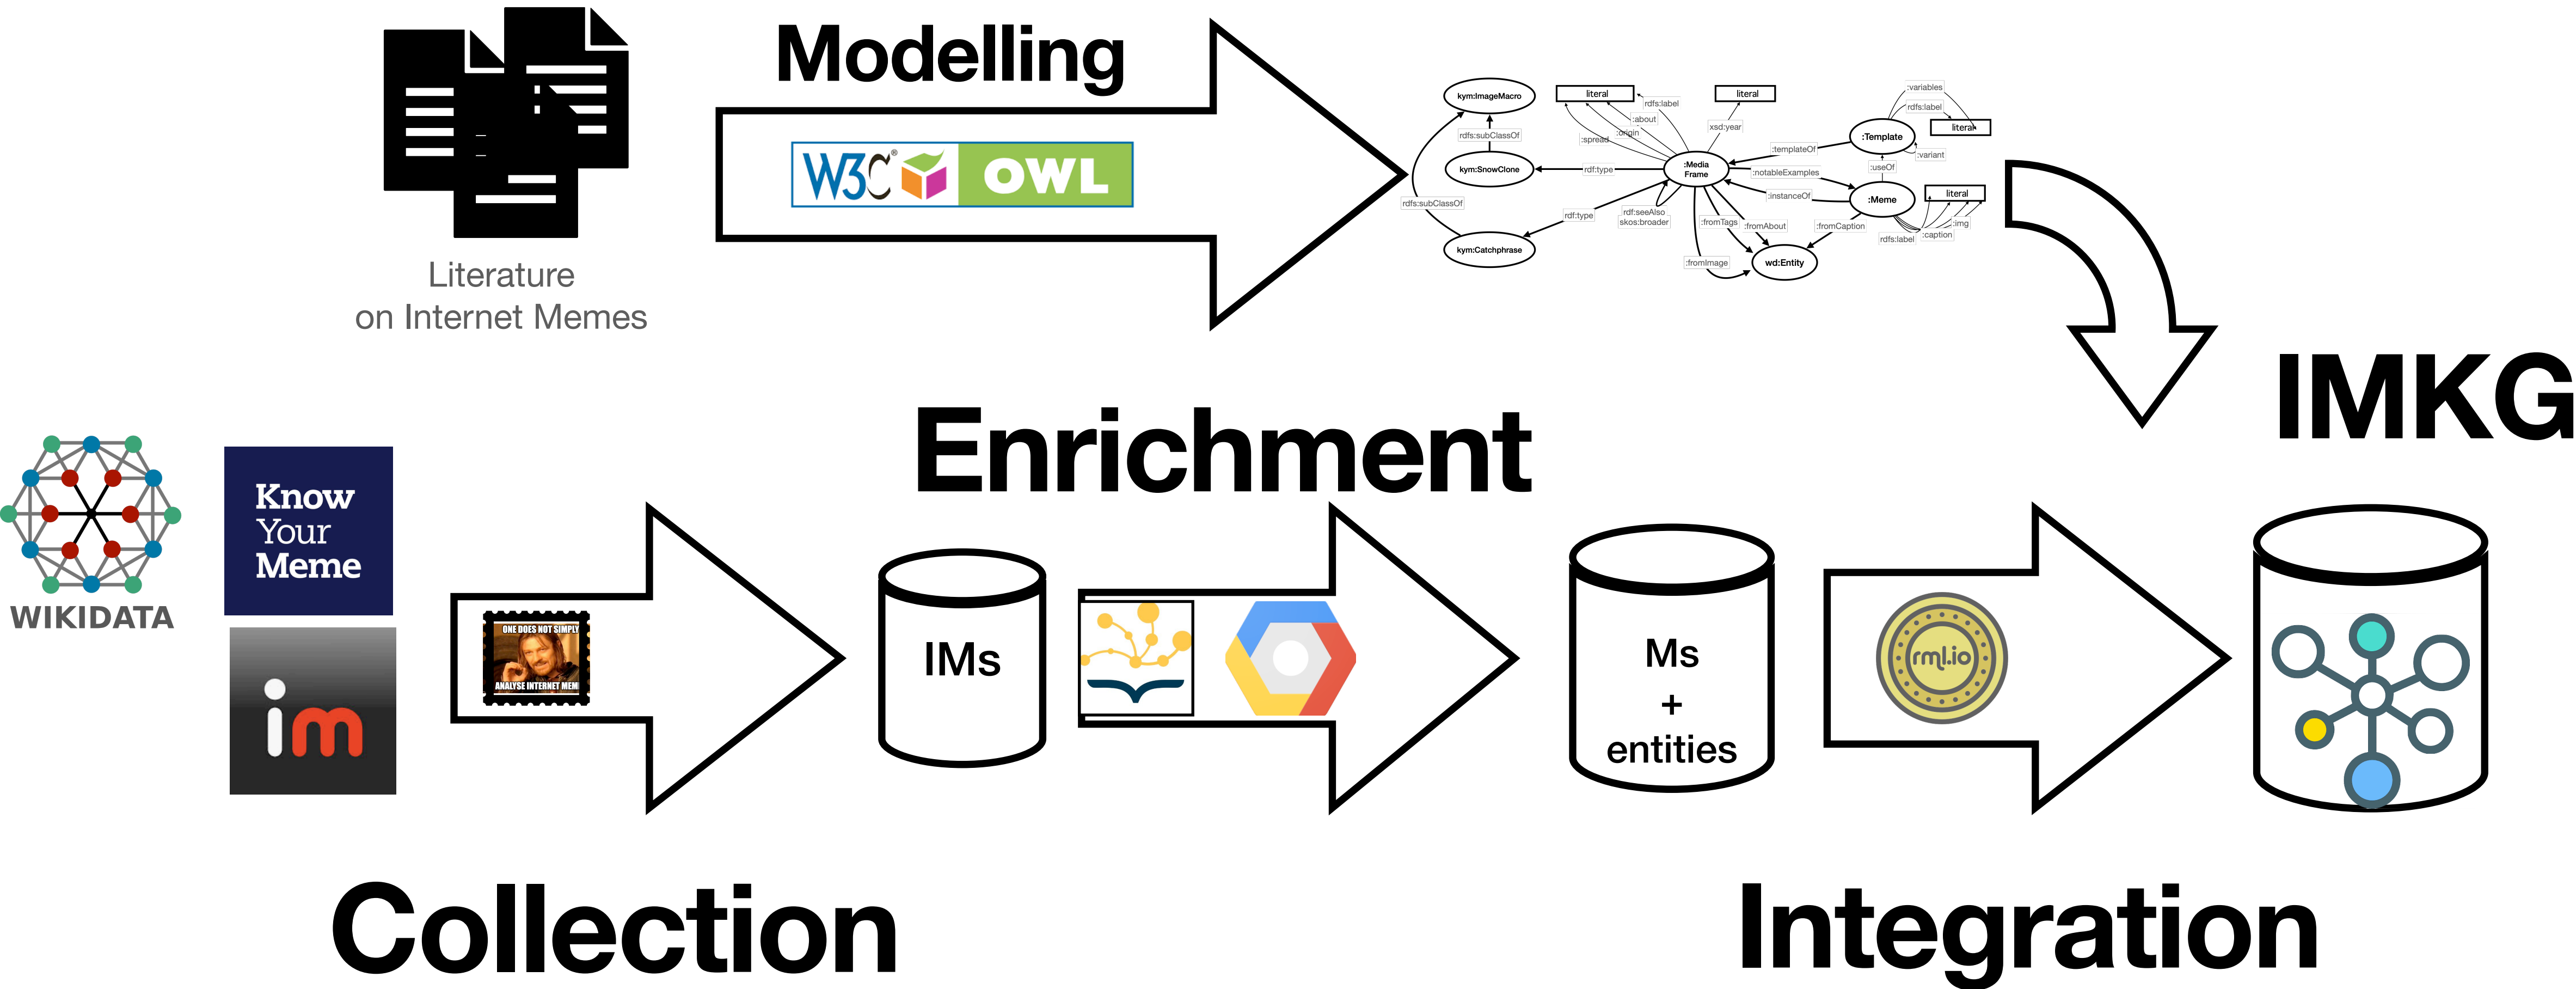 Modelling
W3C® OWL
Literature
on Internet Memes
kym:ImageMacro
rdfs:subClassOf
kym:SnowClone
rdfs:subClassOf
kym:Catchphrase
rdf:type
rdf:type
literal
rdfs:label
:about
:origin
:spread
literal
xsd:year
:Media
Frame
rdf:seeAlso
skos:broader
:fromTags
:fromAbout
:fromImage
wd:Entity
:fromCaption
:templateOf
:notableExamples
:instanceOf
:variables
rdfs:label
literal
:Template
:variant
:useOf
:Meme
literal
:img
:caption
rdfs:label
IMKG
Enrichment
WIKIDATA
Know
Your
Meme
im
ONE DOES NOT SIMPLY
ANALYSE INTERNET MEM
IMs
Ms
+
entities
rml.io
Collection
Integration